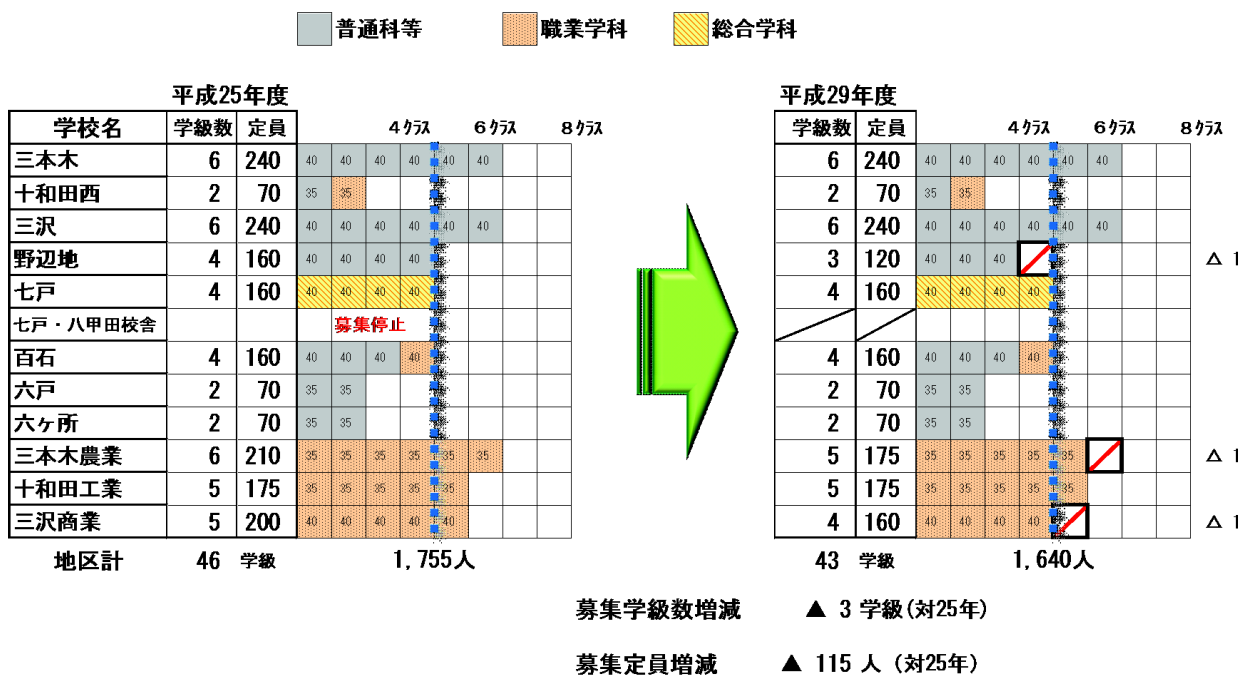 普通科等 職業学科 総合学科
平成25年度 平成29年度
学校名 学級数 定員 4クラス 6クラス 8クラス 学級数 定員 4クラス 6クラス 8クラス
三本木 6 240 40 40 40 40 40 40 6 240 40 40 40 40 40 40
十和田西 2 70 35 35 2 70 35 35
三沢 6 240 40 40 40 40 40 40 6 240 40 40 40 40 40 40
野辺地 4 160 40 40 40 40 3 120 40 40 40 △ 1
七戸 4 160 40 40 40 40 4 160 40 40 40 40
七戸・八甲田校舎 募集停止
百石 4 160 40 40 40 40 4 160 40 40 40 40
六戸 2 70 35 35 2 70 35 35
六ヶ所 2 70 35 35 2 70 35 35
三本木農業 6 210 35 35 35 35 35 35 5 175 35 35 35 35 35 △ 1
十和田工業 5 175 35 35 35 35 35 5 175 35 35 35 35 35
三沢商業 5 200 40 40 40 40 40 4 160 40 40 40 40 △ 1
地区計 46 学級 1,755人 43 学級 1,640人
募集学級数増減 ▲ 3 学級(対25年)
募集定員増減 ▲ 115 人 (対25年)